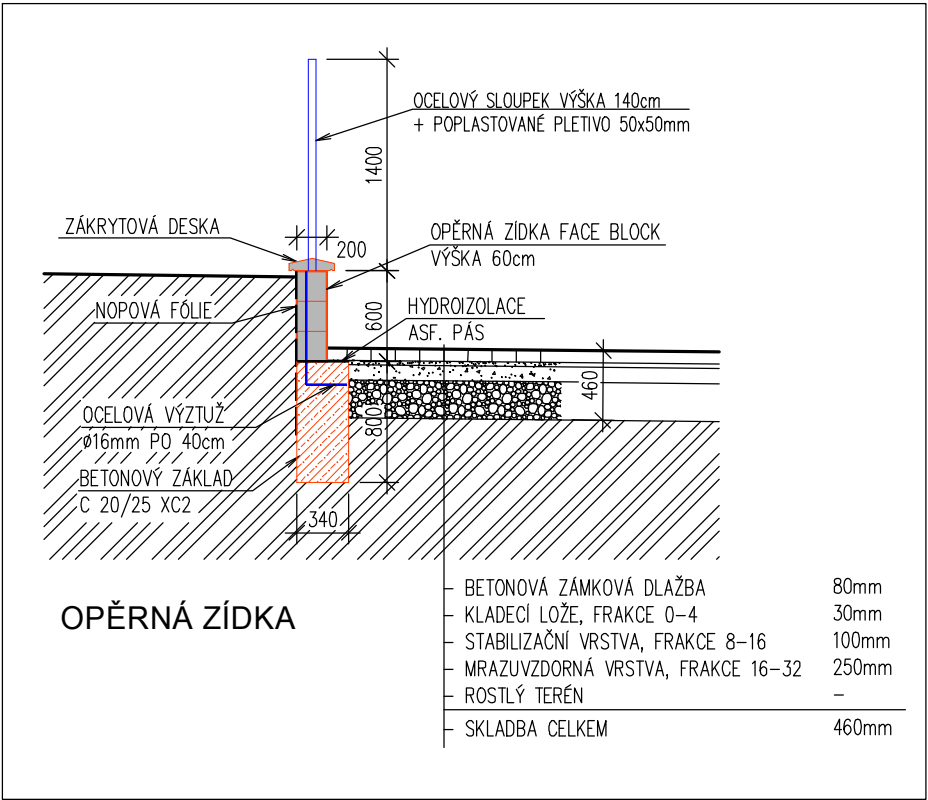 OCELOVÝ SLOUPEK VÝŠKA 140cm
+ POPLASTOVANÉ PLETIVO 50x50mm
1400
ZÁKRYTOVÁ DESKA
200
OPĚRNÁ ZÍDKA FACE BLOCK
VÝŠKA 60cm
NOPOVÁ FÓLIE
600
HYDROIZOLACE
ASF. PÁS
460
OCELOVÁ VÝZTUŽ
ø16mm PO 40cm
800
BETONOVÝ ZÁKLAD
C 20/25 XC2
340
OPĚRNÁ ZÍDKA
- BETONOVÁ ZÁMKOVÁ DLAŽBA 80mm
- KLADECÍ LOŽE, FRAKCE 0-4 30mm
- STABILIZAČNÍ VRSTVA, FRAKCE 8-16 100mm
- MRAZUVZDORNÁ VRSTVA, FRAKCE 16-32 250mm
- ROSTLÝ TERÉN -
- SKLADBA CELKEM 460mm